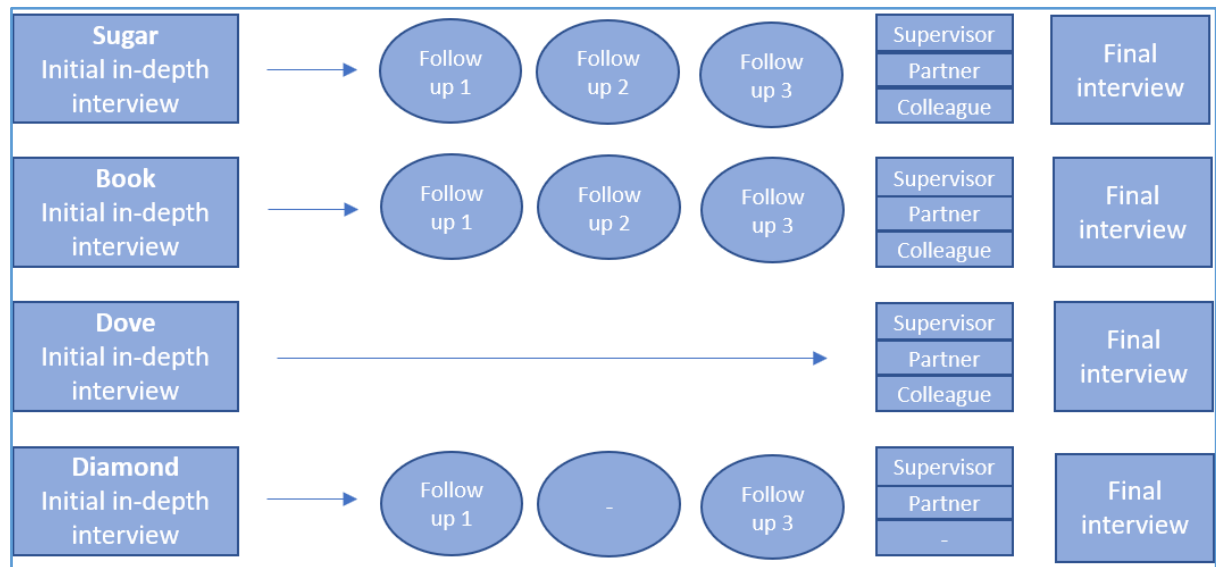 Sugar
Initial in-depth
interview
Follow
up 1
Follow
up 2
Follow
up 3
Supervisor
Partner
Colleague
Final
interview
Book
Initial in-depth
interview
Follow
up 1
Follow
up 2
Follow
up 3
Supervisor
Partner
Colleague
Final
interview
Dove
Initial in-depth
interview
Supervisor
Partner
Colleague
Final
interview
Diamond
Initial in-depth
interview
Follow
up 1
-
Follow
up 3
Supervisor
Partner
-
Final
interview